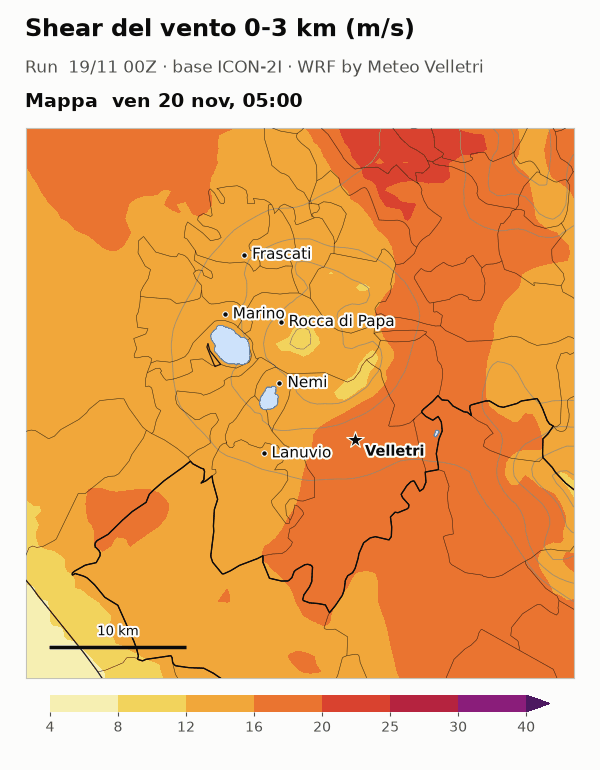 Shear del vento 0-3 km (m/s)
Run  19/11 00Z · base ICON-2I · WRF by Meteo Velletri
Mappa  ven 20 nov, 05:00
Frascati
Marino
Rocca di Papa
Nemi
Velletri
Lanuvio
10 km
4 8 12 16 20 25 30 40